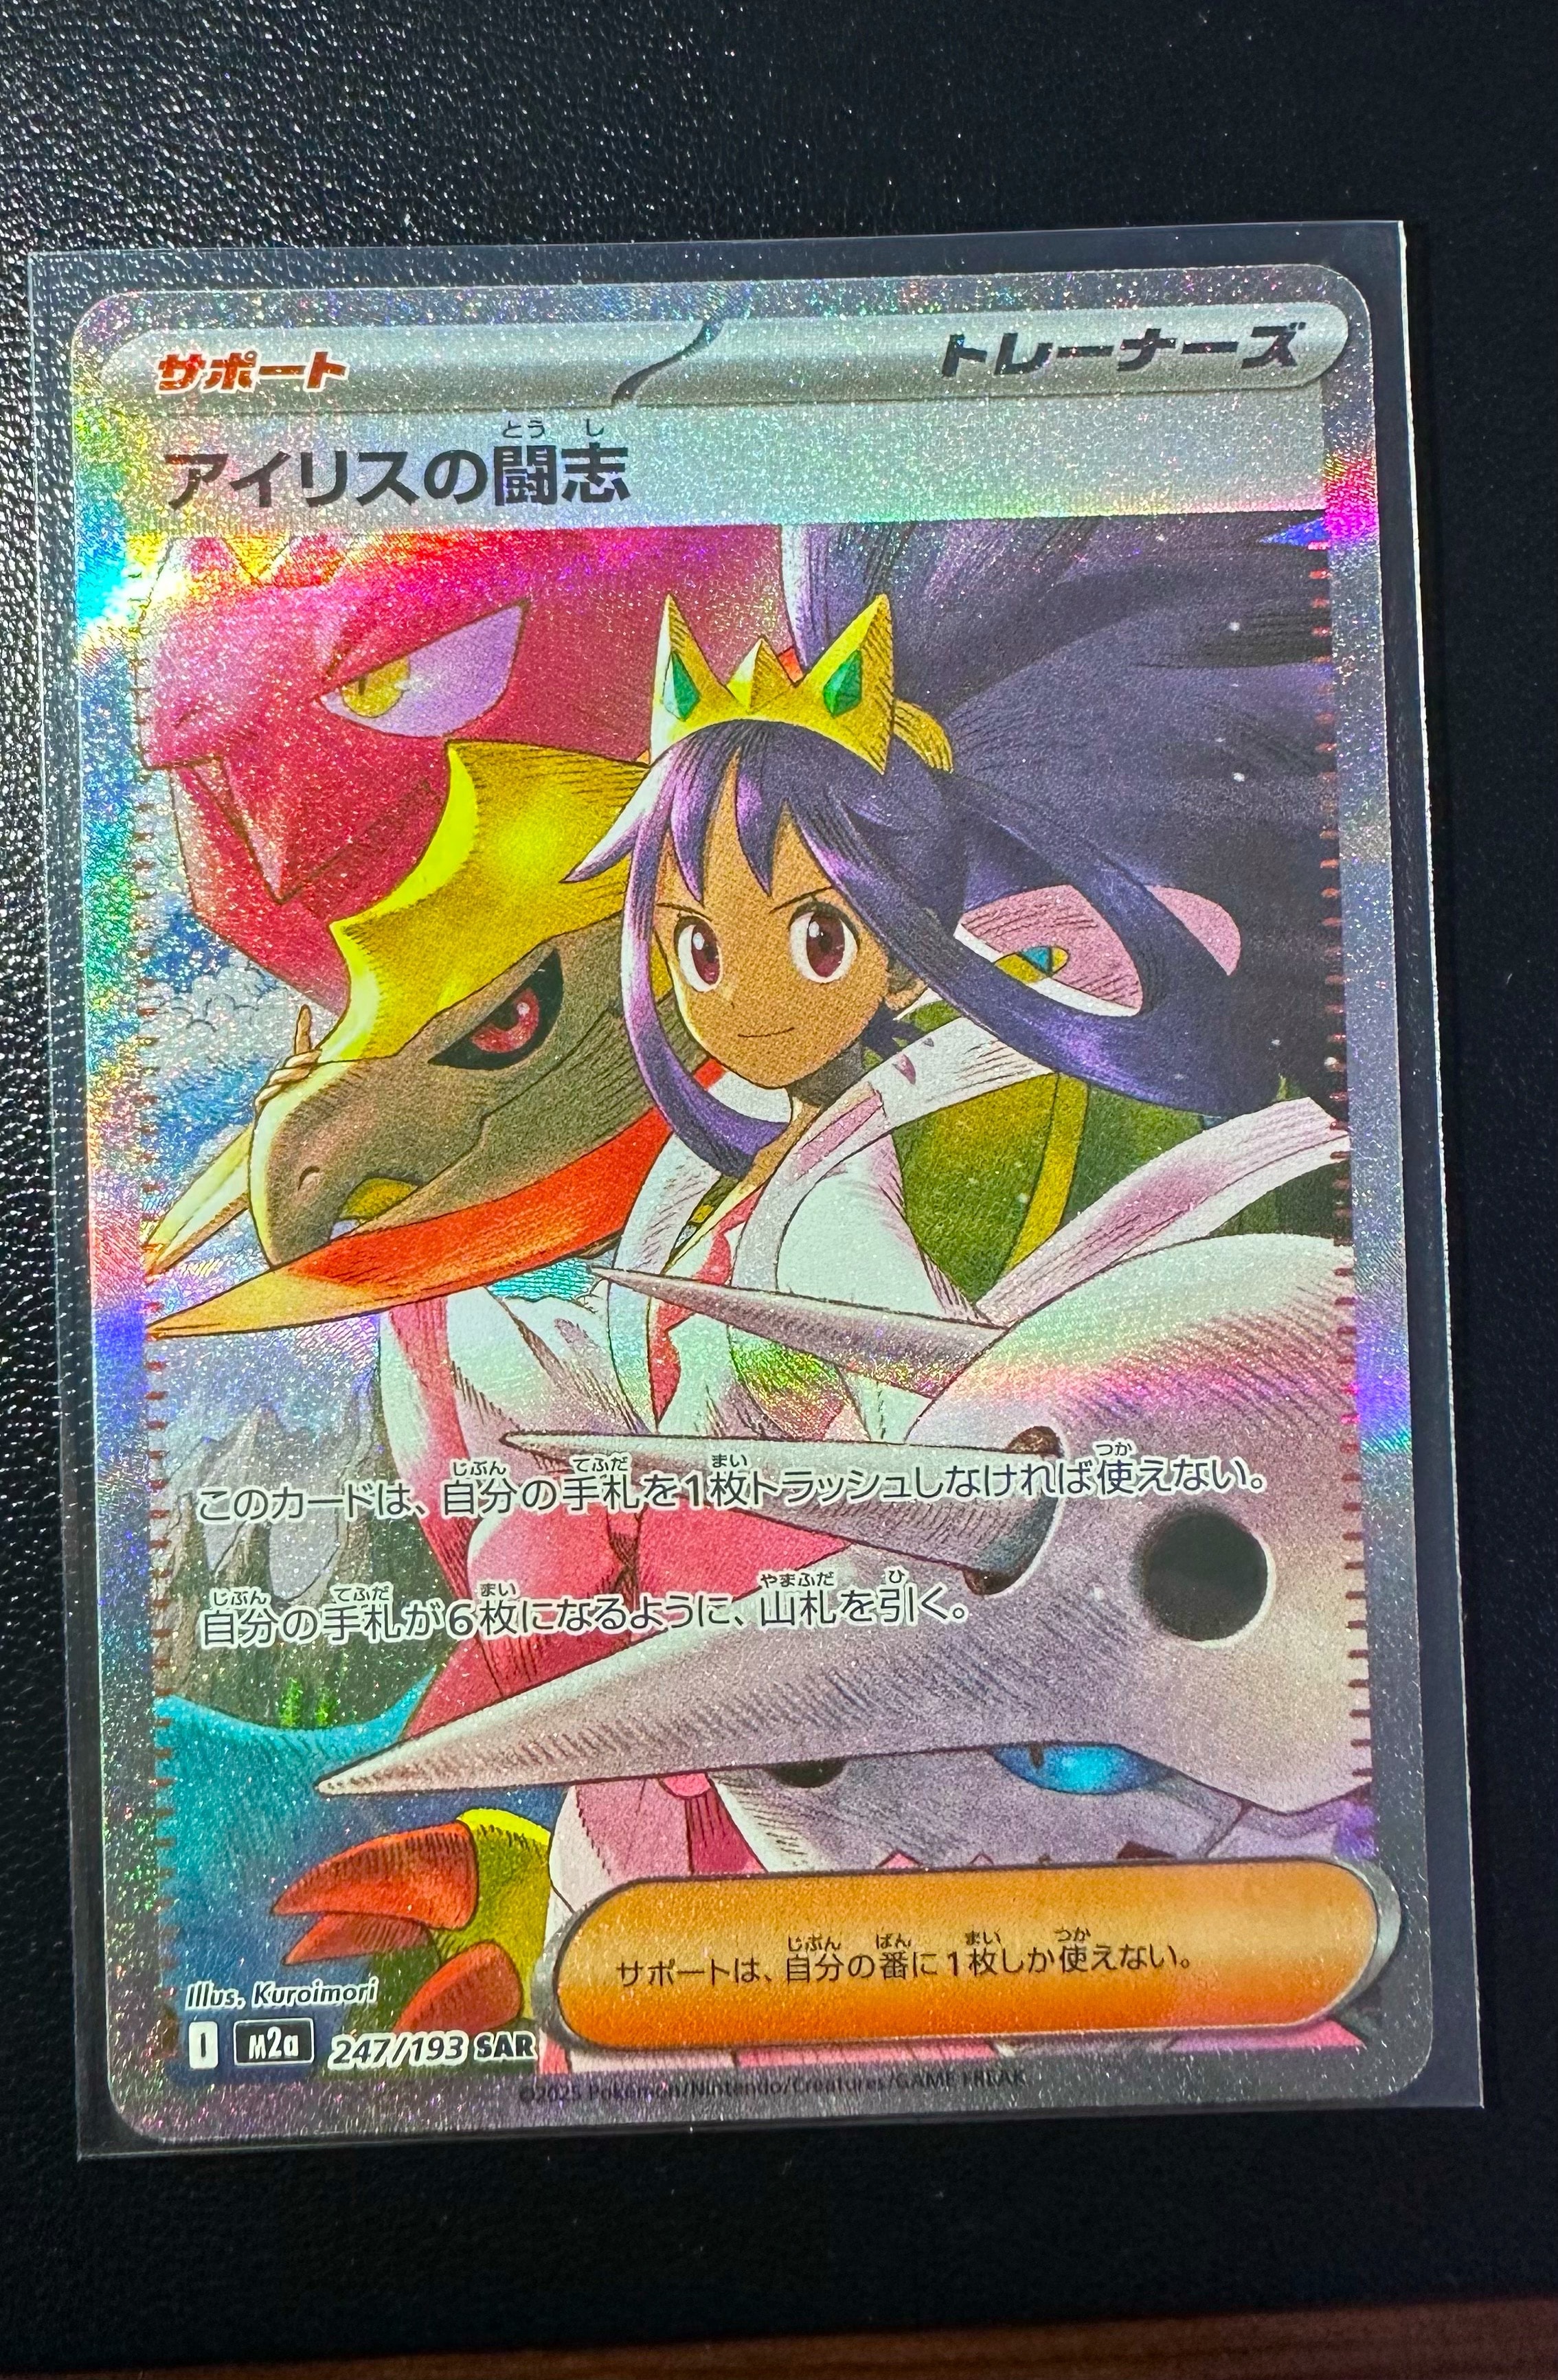 サポート
トレーナーズ
とうし
アイリスの闘志
じぶん てふだ まい つか
このカードは、自分の手札を1枚トラッシュしなければ使えない。
じぶん てふだ まい やまふだ ひ
自分の手札が6枚になるように、山札を引く。
じぶん ばん まい つか
サポートは、自分の番に1枚しか使えない。
Illus. Kuroimori
I M2a 247/193 SAR
©2025 Pokémon/Nintendo/Creatures/GAME FREAK